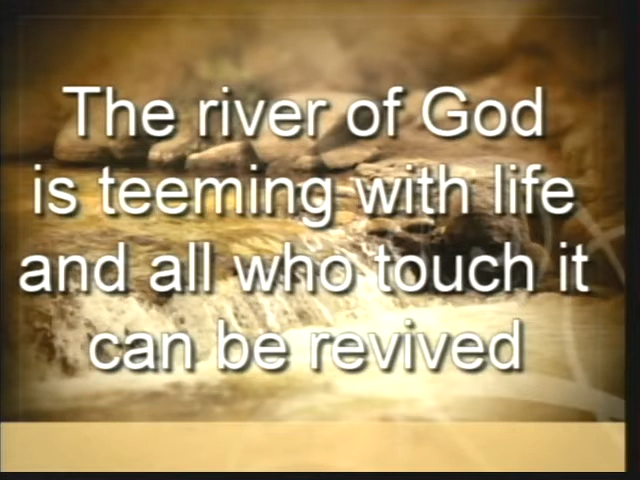 The river of God
is teeming with life
and all who touch it
can be revived